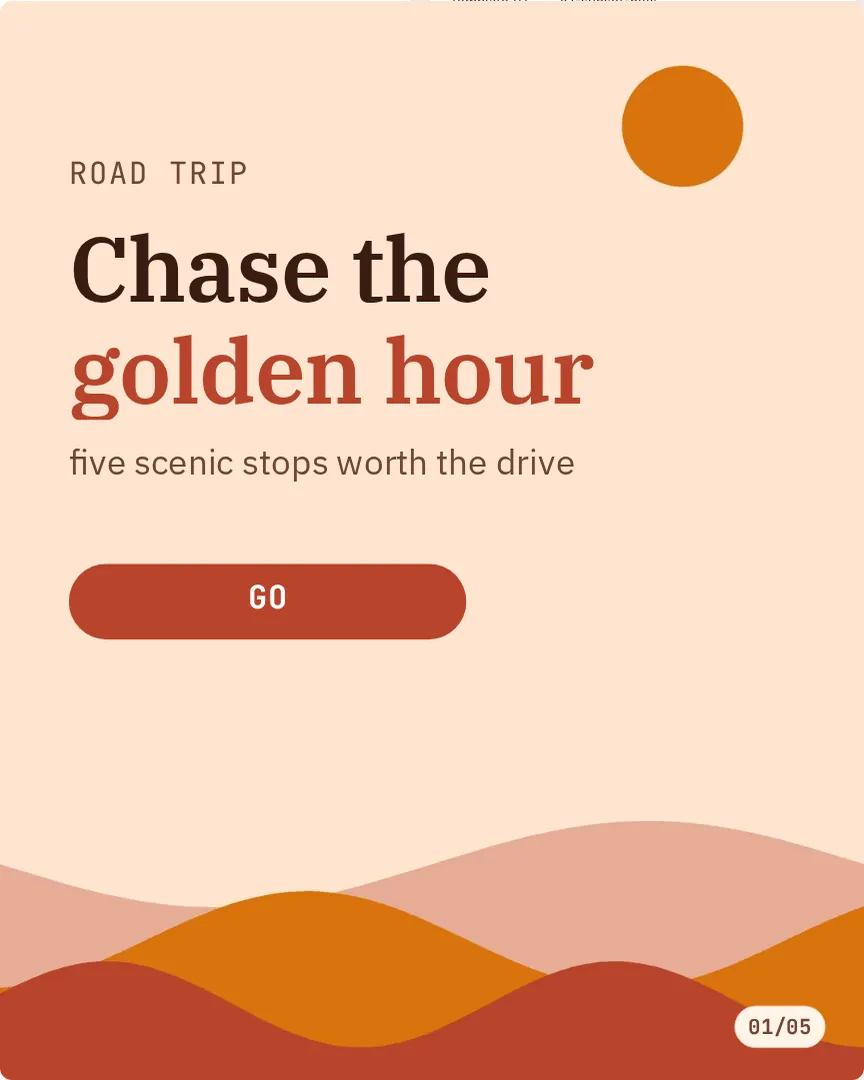 ROAD TRIP
Chase the
golden hour
five scenic stops worth the drive
GO
01/05